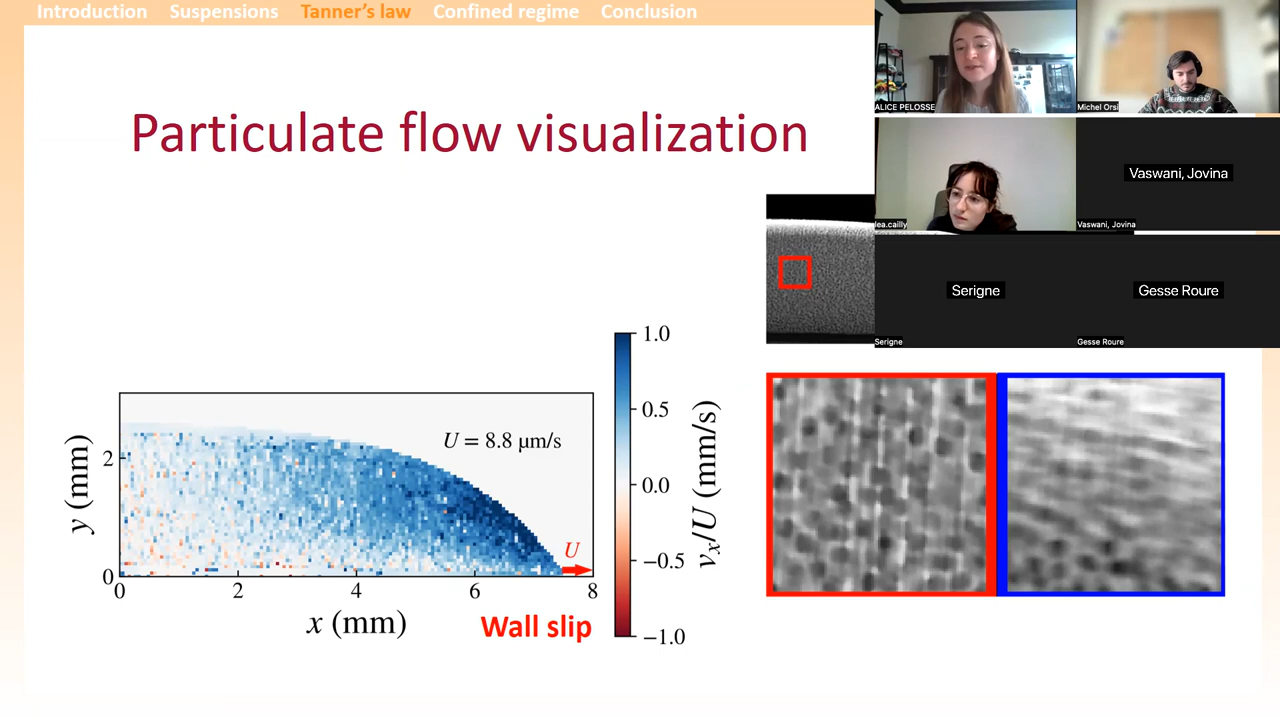 Introduction Suspensions Tanner's law Confined regime Conclusion
Particulate flow visualization
ALICE PELOSSE
Michel Orsi
lea.cailly
Vaswani, Jovina
Vaswani, Jovina
Serigne
Gesse Roure
Serigne
Gesse Roure
1.0
0.5
0.0
−0.5
−1.0
vₓ/U (mm/s)
U = 8.8 μm/s
y (mm)
2
0
U
0 2 4 6 8
x (mm)
Wall slip